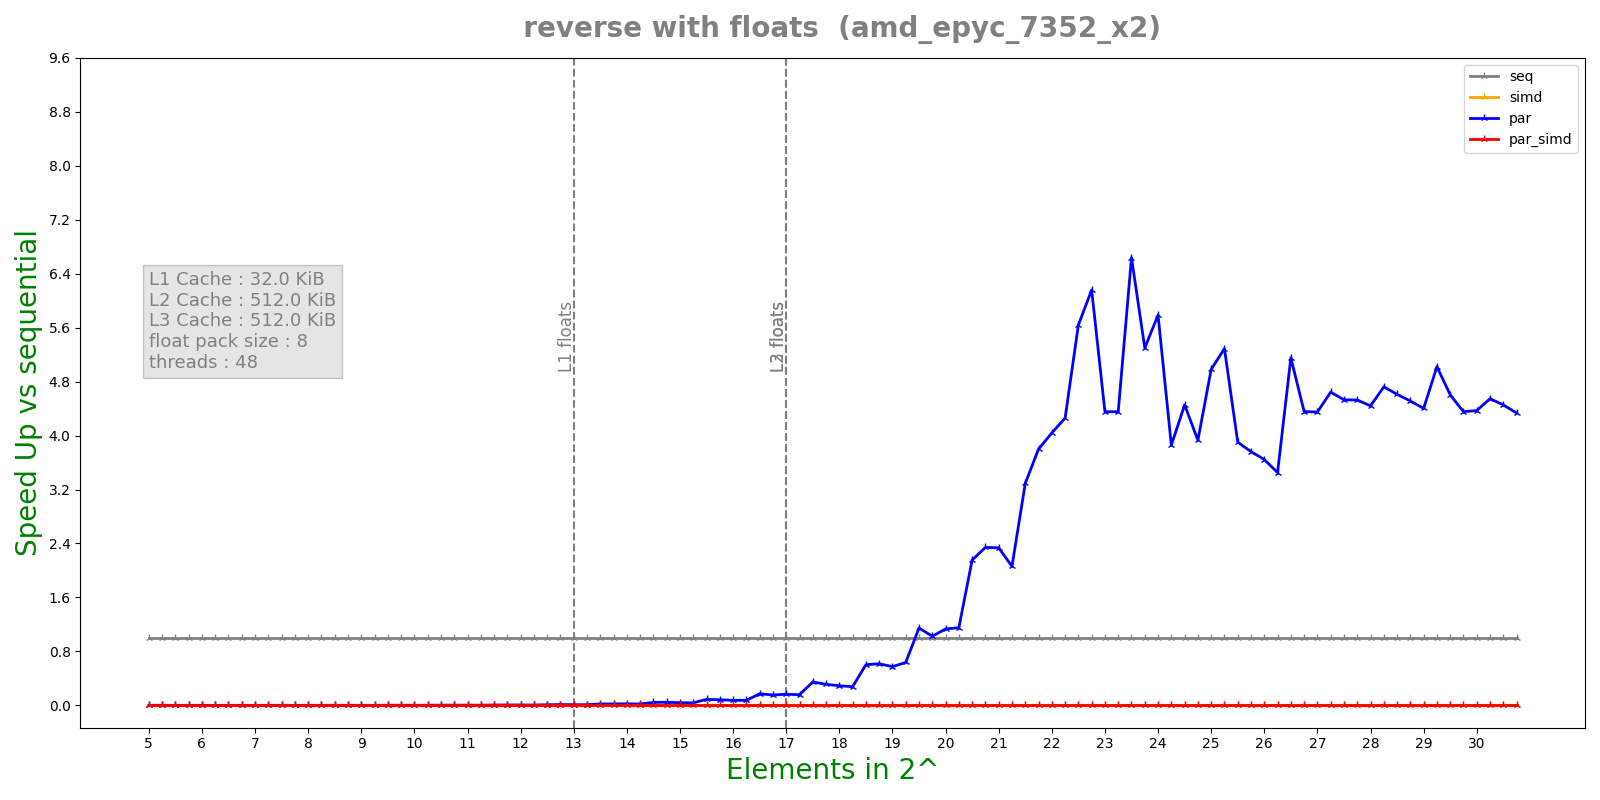 reverse with floats (amd_epyc_7352_x2)
9.6
8.8
8.0
7.2
6.4
5.6
4.8
4.0
3.2
2.4
1.6
0.8
0.0
Speed Up vs sequential
seq
simd
par
par_simd
L1 Cache : 32.0 KiB
L2 Cache : 512.0 KiB
L3 Cache : 512.0 KiB
float pack size : 8
threads : 48
L1 floats
L2 floats
5 6 7 8 9 10 11 12 13 14 15 16 17 18 19 20 21 22 23 24 25 26 27 28 29 30
Elements in 2^